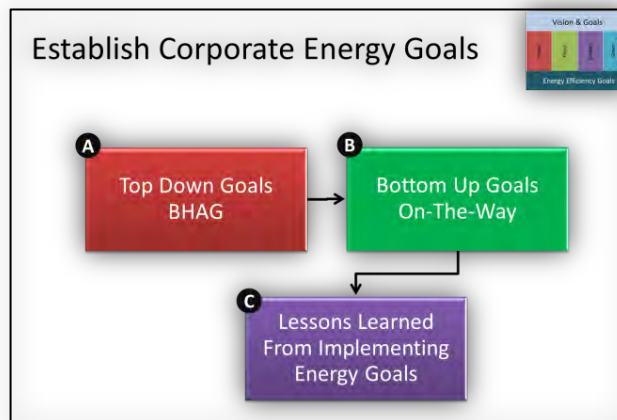 Establish Corporate Energy Goals
Vision & Goals
Energy Efficiency Goals
A
Top Down Goals
BHAG
B
Bottom Up Goals
On-The-Way
C
Lessons Learned
From Implementing
Energy Goals